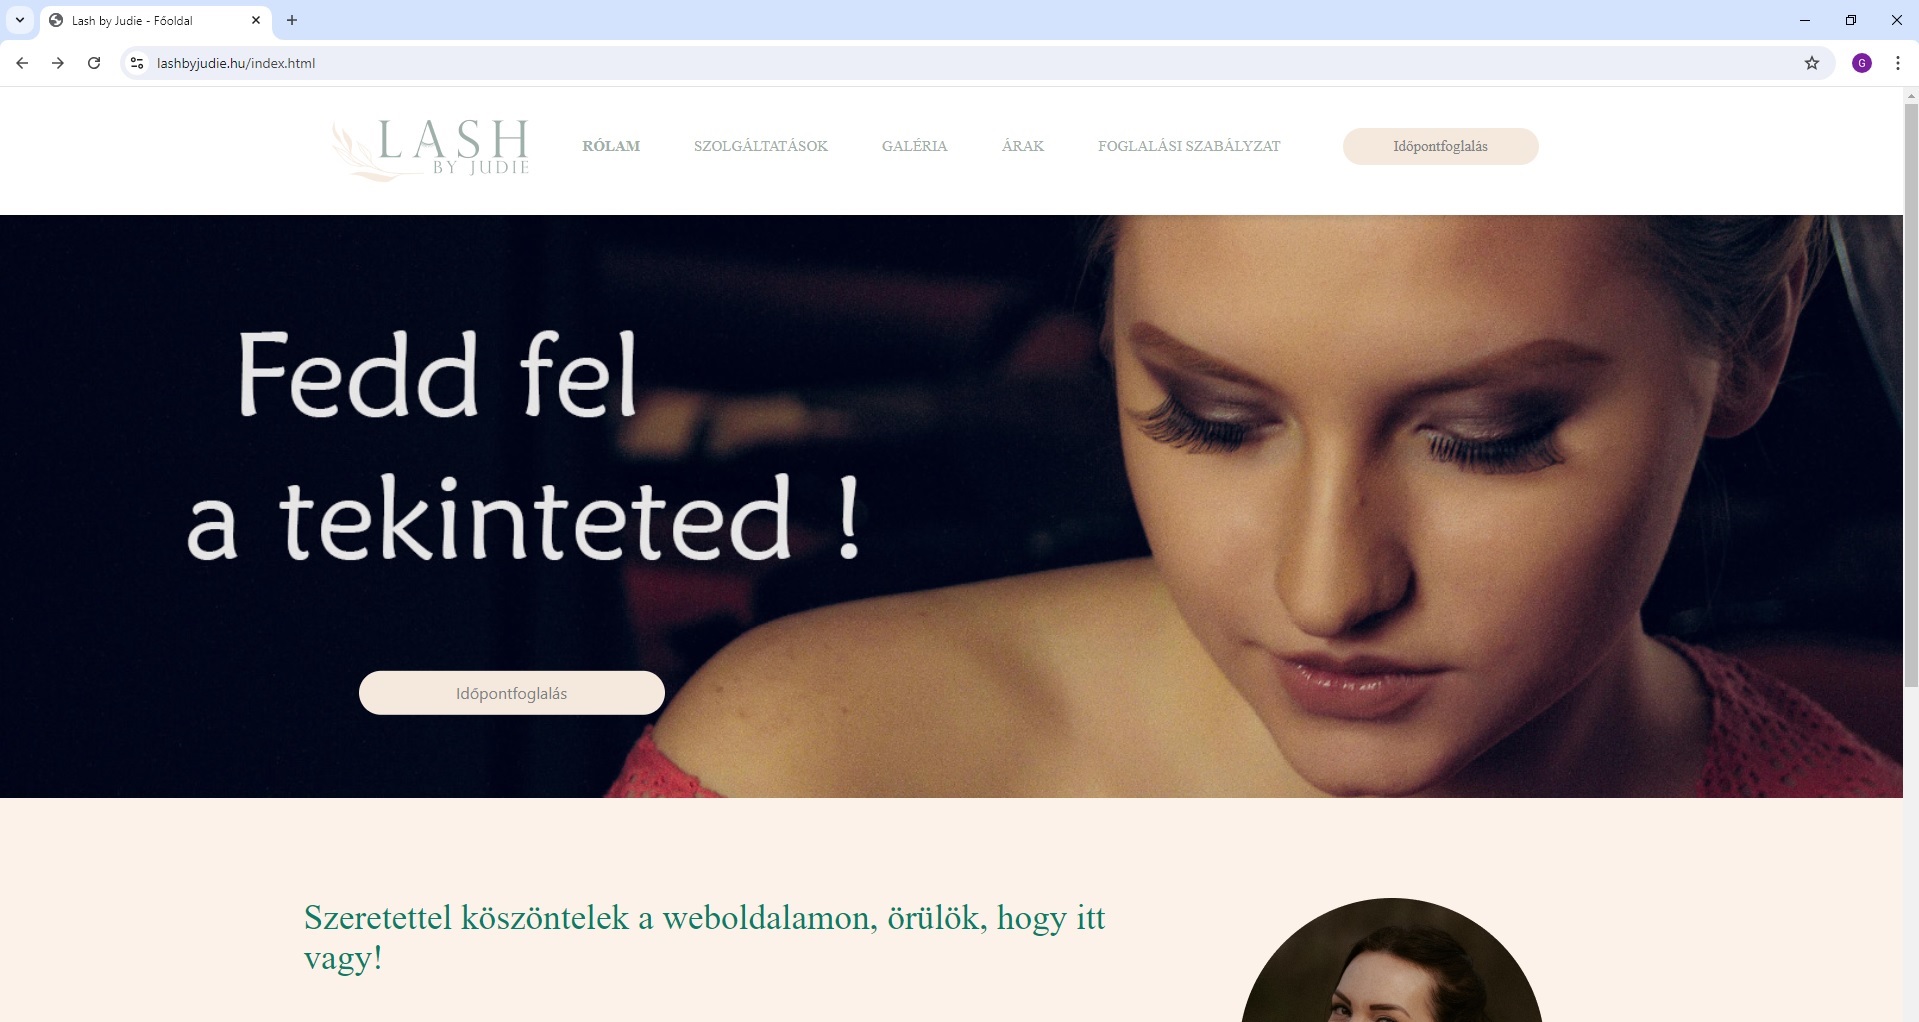 Lash by Judie - Főoldal
lashbyjudie.hu/index.html
G
LASH
BY JUDIE
RÓLAM
SZOLGÁLTATÁSOK
GALÉRIA
ÁRAK
FOGLALÁSI SZABÁLYZAT
Időpontfoglalás
Fedd fel
a tekinteted !
Időpontfoglalás
Szeretettel köszöntelek a weboldalamon, örülök, hogy itt
vagy!